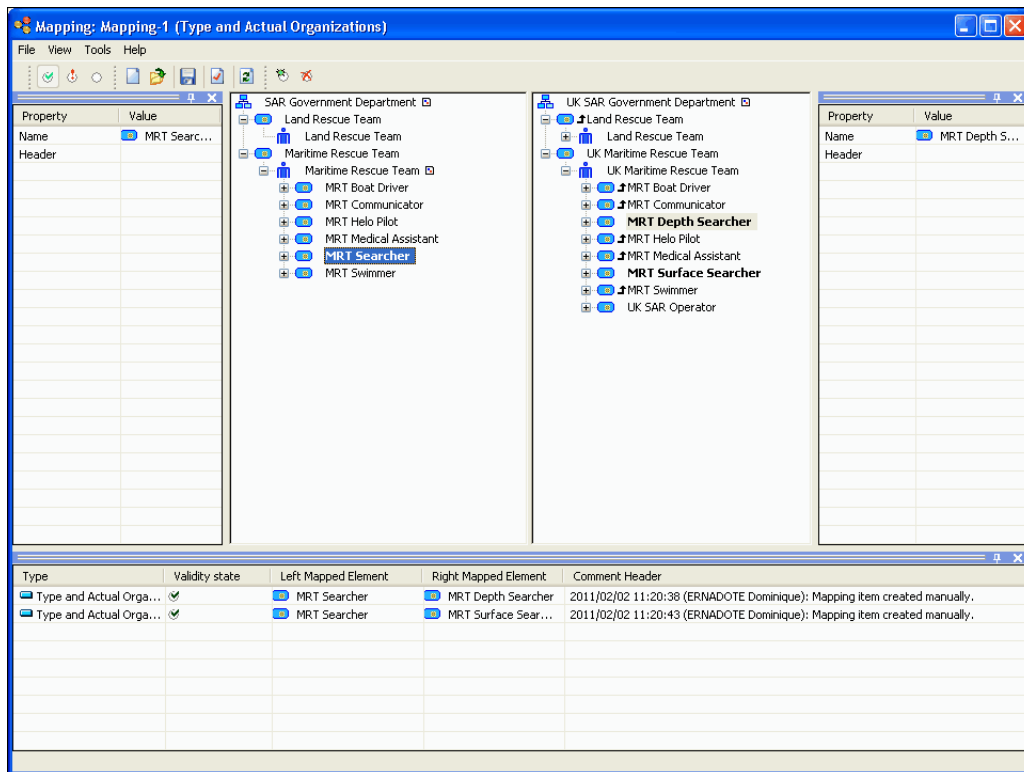 Mapping: Mapping-1 (Type and Actual Organizations)
File View Tools Help
Property Value
Name MRT Searc...
Header
SAR Government Department
Land Rescue Team
Land Rescue Team
Maritime Rescue Team
Maritime Rescue Team
MRT Boat Driver
MRT Communicator
MRT Helo Pilot
MRT Medical Assistant
MRT Searcher
MRT Swimmer
UK SAR Government Department
Land Rescue Team
Land Rescue Team
UK Maritime Rescue Team
UK Maritime Rescue Team
MRT Boat Driver
MRT Communicator
MRT Depth Searcher
MRT Helo Pilot
MRT Medical Assistant
MRT Surface Searcher
MRT Swimmer
UK SAR Operator
Property Value
Name MRT Depth S...
Header
Type Validity state Left Mapped Element Right Mapped Element Comment Header
Type and Actual Orga... MRT Searcher MRT Depth Searcher 2011/02/02 11:20:38 (ERNADOTE Dominique): Mapping item created manually.
Type and Actual Orga... MRT Searcher MRT Surface Sear... 2011/02/02 11:20:43 (ERNADOTE Dominique): Mapping item created manually.